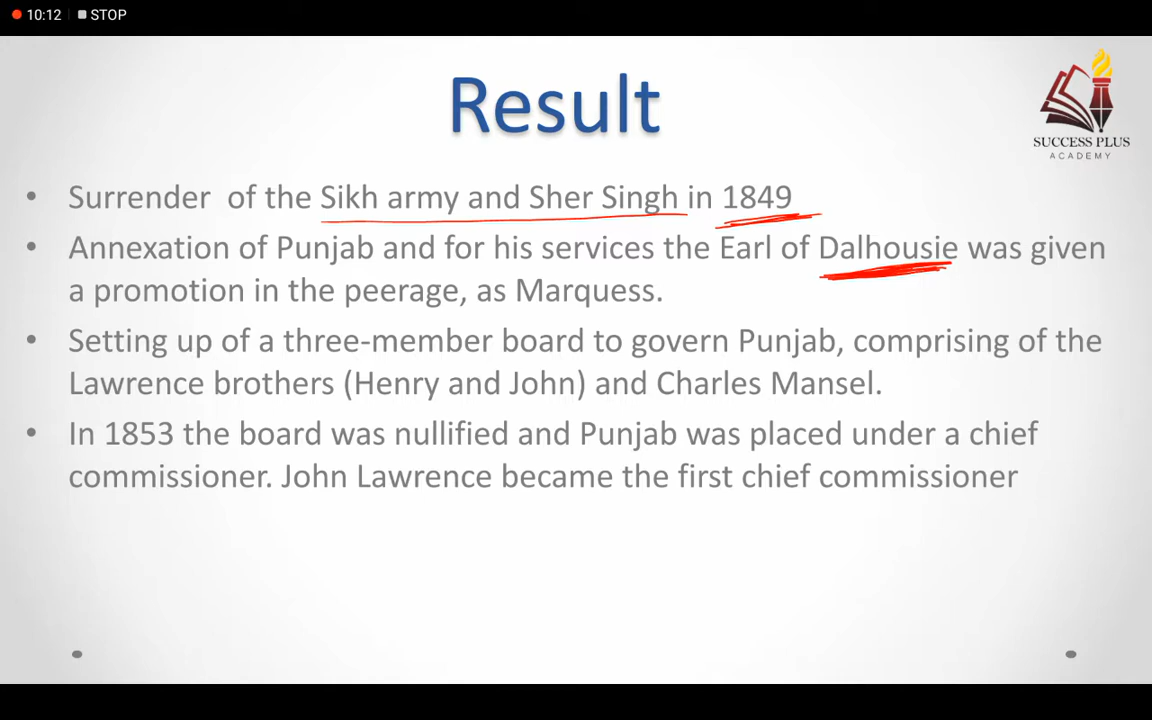 10:12 STOP
Result
SUCCESS PLUS
ACADEMY
• Surrender of the Sikh army and Sher Singh in 1849
• Annexation of Punjab and for his services the Earl of Dalhousie was given
a promotion in the peerage, as Marquess.
• Setting up of a three-member board to govern Punjab, comprising of the
Lawrence brothers (Henry and John) and Charles Mansel.
• In 1853 the board was nullified and Punjab was placed under a chief
commissioner. John Lawrence became the first chief commissioner